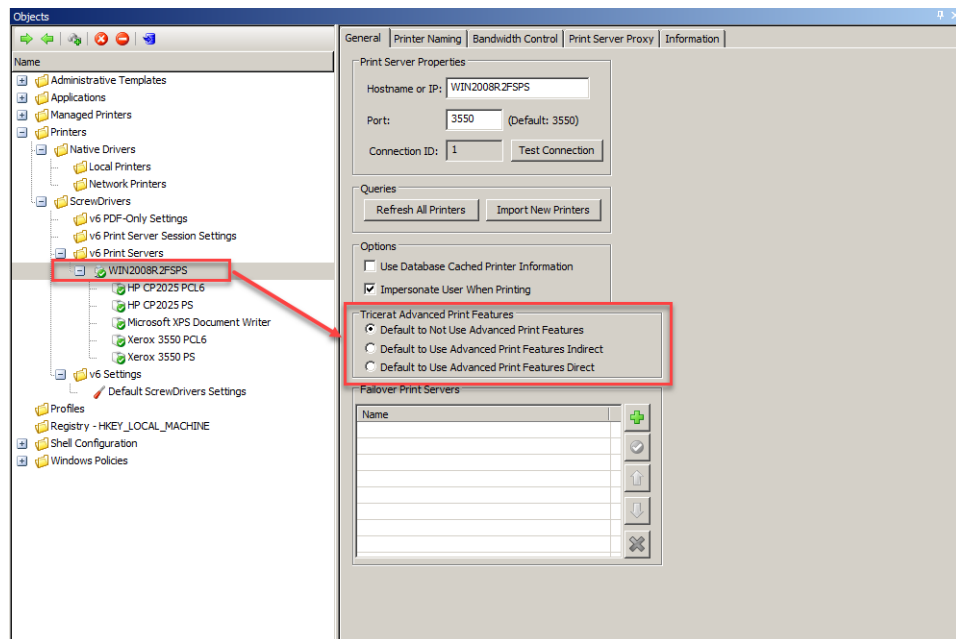 Objects
Name
Administrative Templates
Applications
Managed Printers
Printers
Native Drivers
Local Printers
Network Printers
ScrewDrivers
v6 PDF-Only Settings
v6 Print Server Session Settings
v6 Print Servers
WIN2008R2FSPS
HP CP2025 PCL6
HP CP2025 PS
Microsoft XPS Document Writer
Xerox 3550 PCL6
Xerox 3550 PS
v6 Settings
Default ScrewDrivers Settings
Profiles
Registry - HKEY_LOCAL_MACHINE
Shell Configuration
Windows Policies
General Printer Naming Bandwidth Control Print Server Proxy Information
Print Server Properties
Hostname or IP: WIN2008R2FSPS
Port: 3550 (Default: 3550)
Connection ID: 1 Test Connection
Queries
Refresh All Printers Import New Printers
Options
Use Database Cached Printer Information
Impersonate User When Printing
Tricerat Advanced Print Features
Default to Not Use Advanced Print Features
Default to Use Advanced Print Features Indirect
Default to Use Advanced Print Features Direct
Failover Print Servers
Name